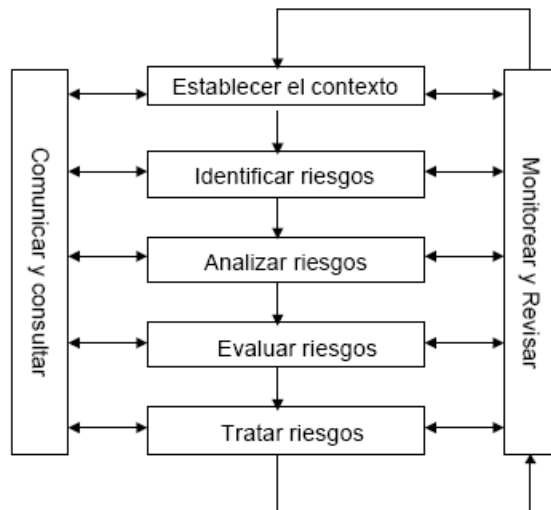 Establecer el contexto
Comunicar y consultar
Identificar riesgos
Analizar riesgos
Evaluar riesgos
Tratar riesgos
Monitorear y Revisar